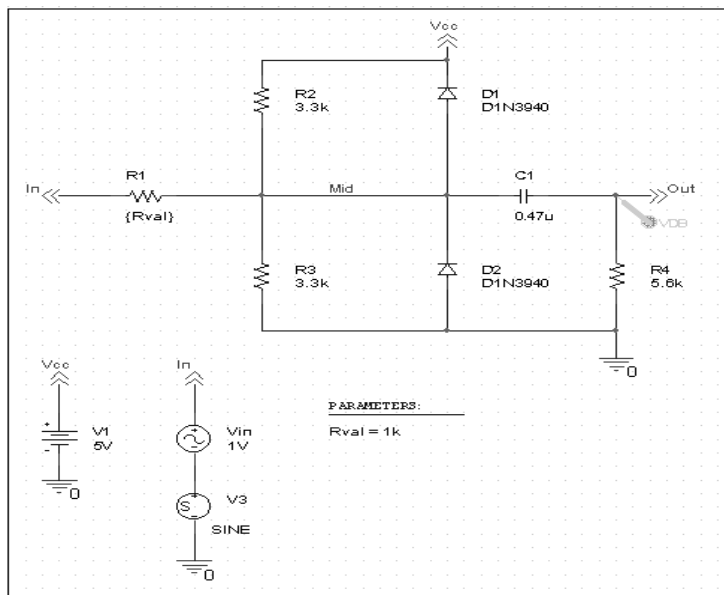 Vcc
R2
3.3k
D1
D1N3940
R1
In
{Rval}
Mid
C1
0.47u
Out
VDB
R3
3.3k
D2
D1N3940
R4
5.6k
0
Vcc
In
PARAMETERS:
Rval = 1k
+
V1
5V
-
0
+
Vin
1V
-
+
S
V3
-
SINE
0